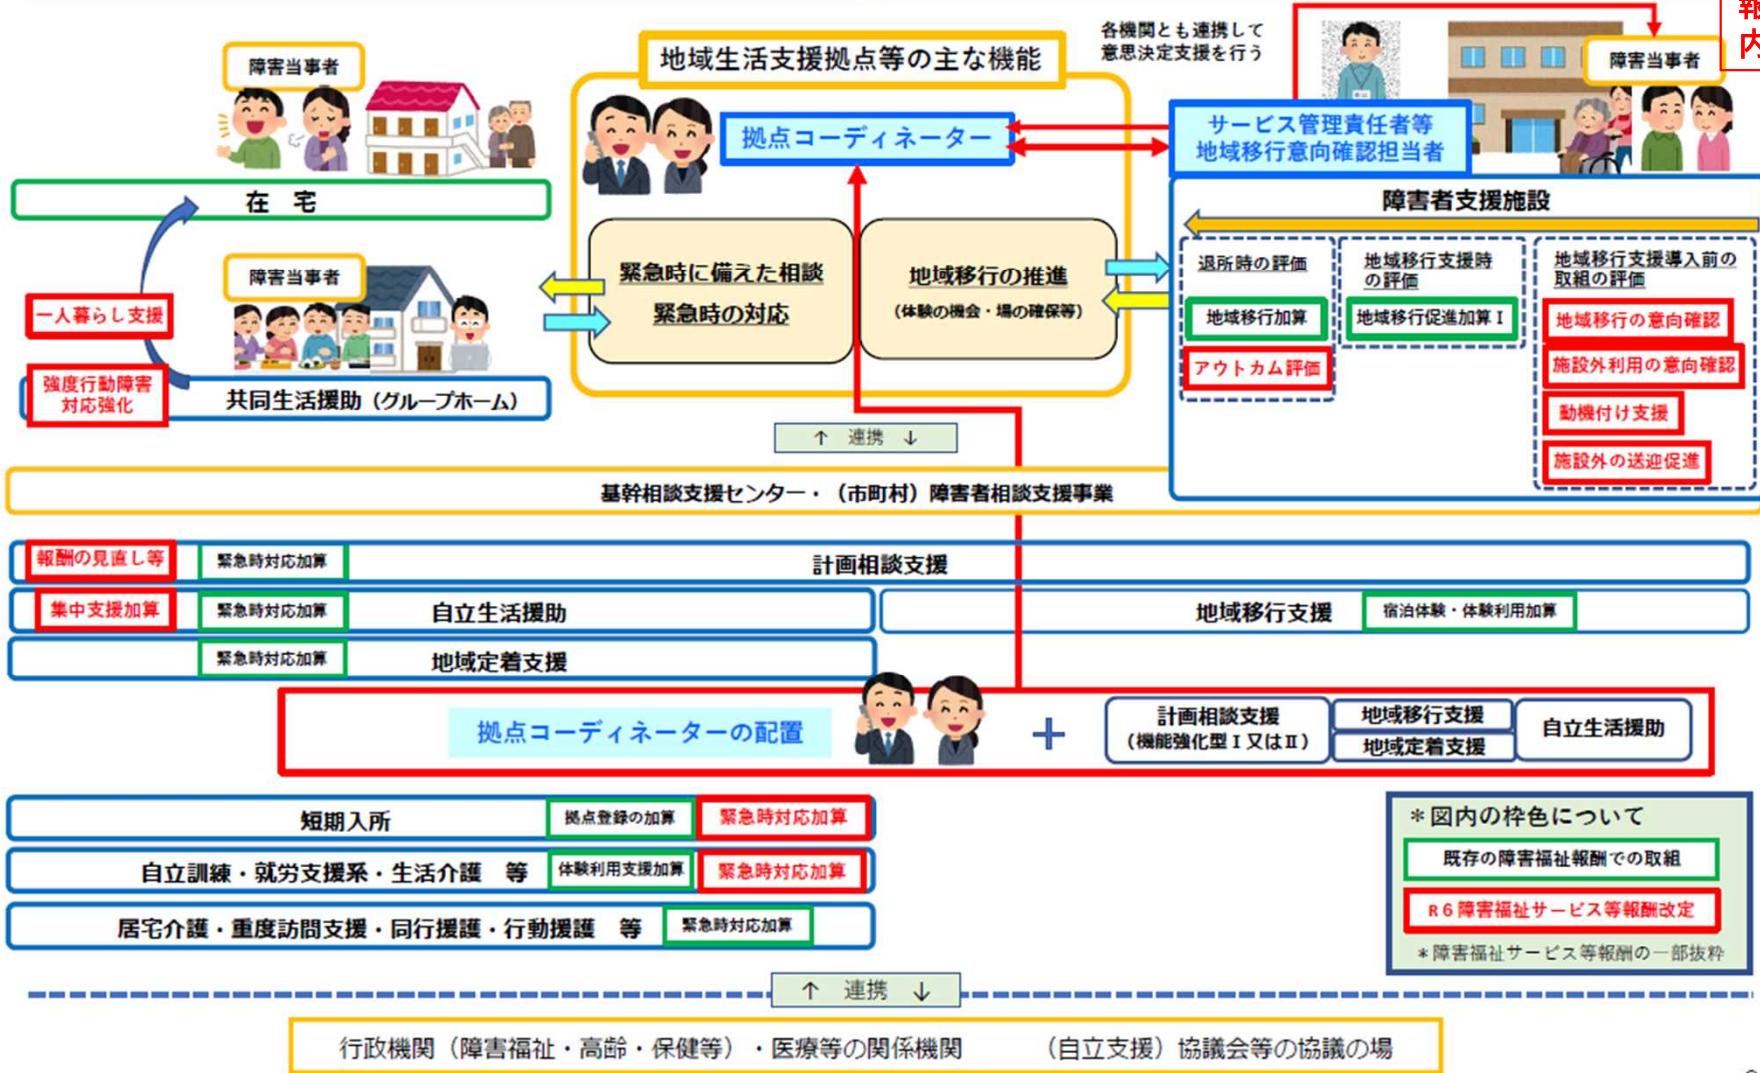 報
内
各機関とも連携して
意思決定支援を行う
地域生活支援拠点等の主な機能
障害当事者
障害当事者
拠点コーディネーター
サービス管理責任者等
地域移行意向確認担当者
在　宅
障害者支援施設
障害当事者
緊急時に備えた相談
緊急時の対応
地域移行の推進
（体験の機会・場の確保等）
退所時の評価
地域移行加算
アウトカム評価
地域移行支援時
の評価
地域移行促進加算Ⅰ
地域移行支援導入前の
取組の評価
地域移行の意向確認
施設外利用の意向確認
動機付け支援
施設外の送迎促進
一人暮らし支援
強度行動障害
対応強化
共同生活援助（グループホーム）
↑　連携　↓
基幹相談支援センター・（市町村）障害者相談支援事業
報酬の見直し等　緊急時対応加算　計画相談支援
集中支援加算　緊急時対応加算　自立生活援助　地域移行支援　宿泊体験・体験利用加算
緊急時対応加算　地域定着支援
拠点コーディネーターの配置
＋
計画相談支援
（機能強化型Ⅰ又はⅡ）
地域移行支援
地域定着支援
自立生活援助
短期入所　拠点登録の加算　緊急時対応加算
自立訓練・就労支援系・生活介護　等　体験利用支援加算　緊急時対応加算
居宅介護・重度訪問支援・同行援護・行動援護　等　緊急時対応加算
＊図内の枠色について
既存の障害福祉報酬での取組
R６障害福祉サービス等報酬改定
＊障害福祉サービス等報酬の一部抜粋
↑　連携　↓
行政機関（障害福祉・高齢・保健等）・医療等の関係機関　（自立支援）協議会等の協議の場